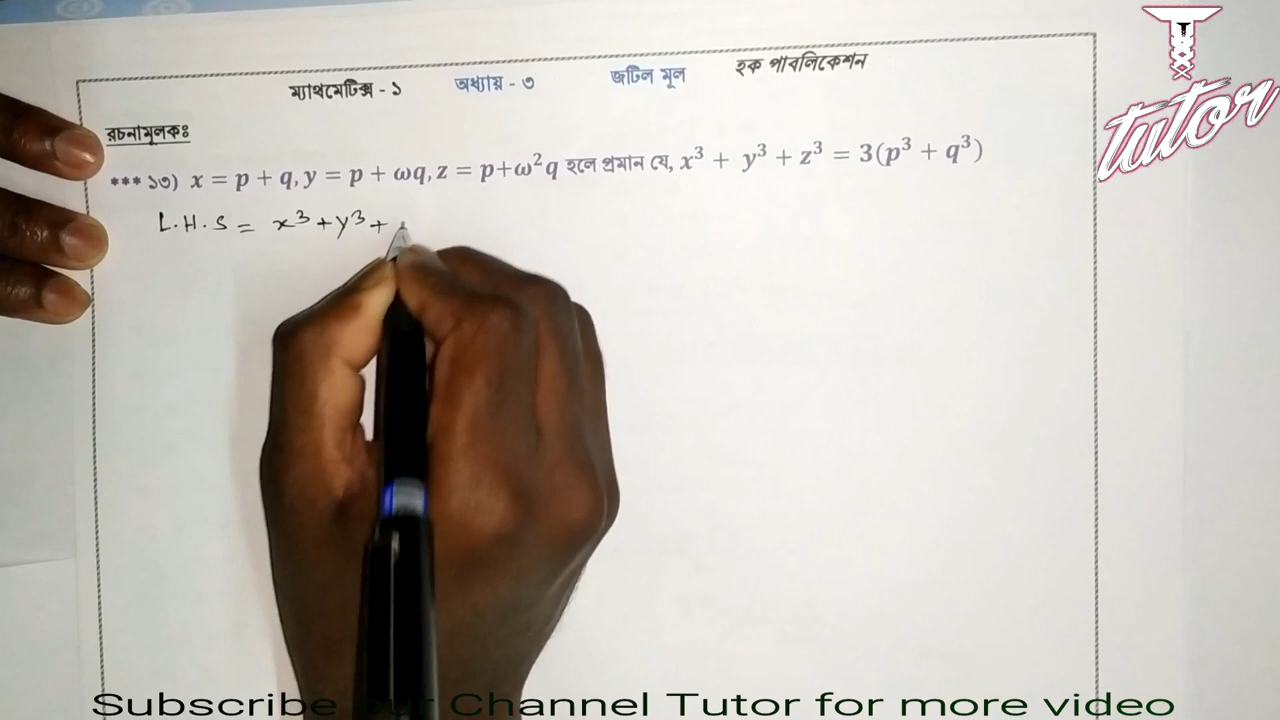 ম্যাথমেটিক্স - ১ অধ্যায় - ৩ জটিল মূল হক পাবলিকেশন
রচনামূলকঃ
*** ১৩) x = p + q, y = p + ωq, z = p+ω²q হলে প্রমান যে, x³ + y³ + z³ = 3(p³ + q³)
L.H.S = x³ + y³ +
tutor
Subscribe our Channel Tutor for more video